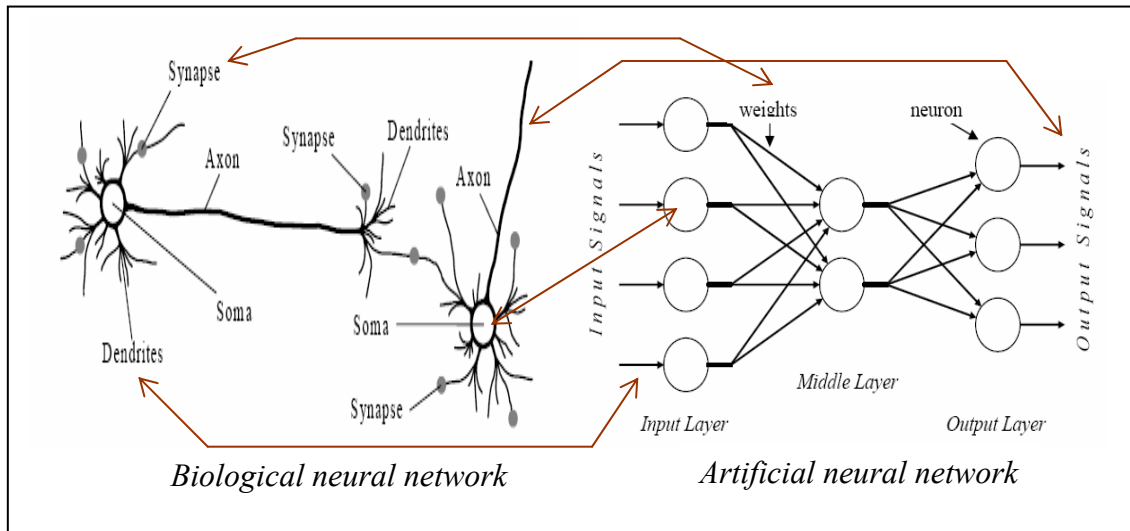 Synapse
Axon
Synapse
Dendrites
Axon
Soma
Dendrites
Soma
Synapse
Biological neural network
Input Signals
weights
neuron
Output Signals
Middle Layer
Input Layer
Output Layer
Artificial neural network